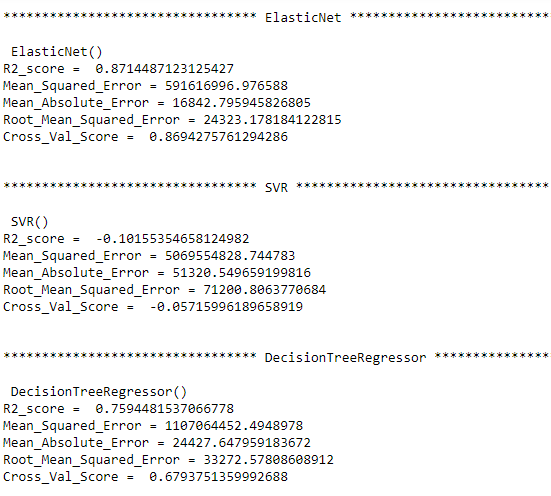 ********************************* ElasticNet **************************
ElasticNet()
R2_score =  0.8714487123125427
Mean_Squared_Error = 591616996.976588
Mean_Absolute_Error = 16842.795945826805
Root_Mean_Squared_Error = 24323.178184122815
Cross_Val_Score =  0.8694275761294286
********************************* SVR *********************************
SVR()
R2_score =  -0.10155354658124982
Mean_Squared_Error = 5069554828.744783
Mean_Absolute_Error = 51320.549659199816
Root_Mean_Squared_Error = 71200.8063770684
Cross_Val_Score =  -0.05715996189658919
********************************* DecisionTreeRegressor ***************
DecisionTreeRegressor()
R2_score =  0.7594481537066778
Mean_Squared_Error = 1107064452.4948978
Mean_Absolute_Error = 24427.647959183672
Root_Mean_Squared_Error = 33272.57808608912
Cross_Val_Score =  0.6793751359992688